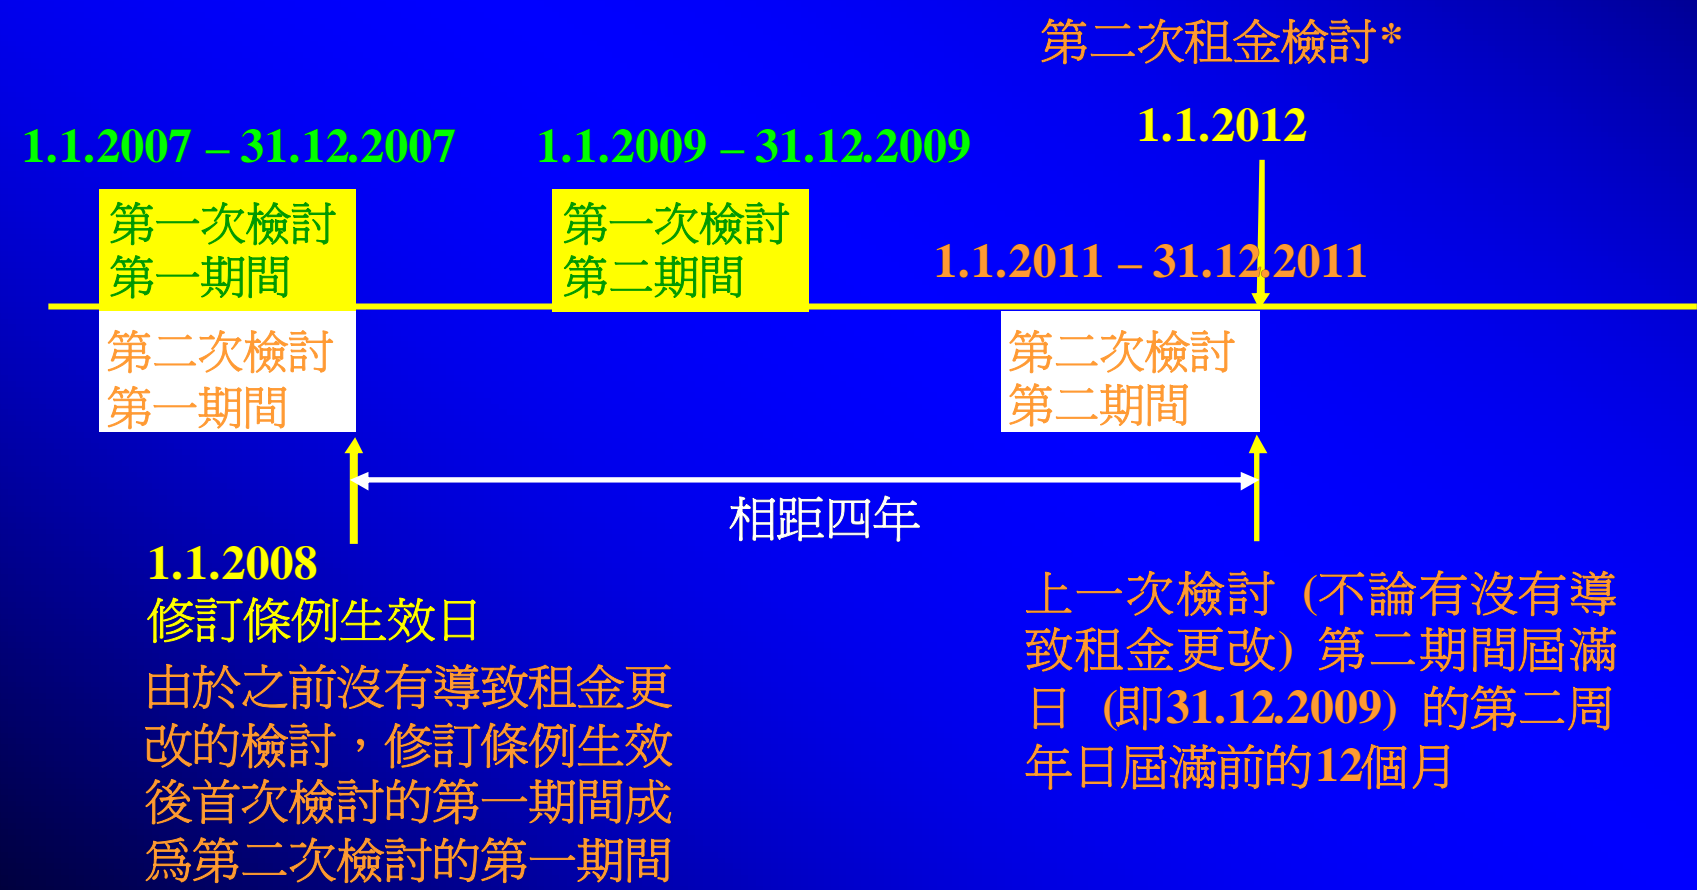 第二次租金檢討*
1.1.2012
1.1.2007 – 31.12.2007
1.1.2009 – 31.12.2009
第一次檢討
第一期間
第一次檢討
第二期間
1.1.2011 – 31.12.2011
第二次檢討
第一期間
第二次檢討
第二期間
相距四年
1.1.2008
修訂條例生效日
由於之前沒有導致租金更
改的檢討，修訂條例生效
後首次檢討的第一期間成
爲第二次檢討的第一期間
上一次檢討 (不論有沒有導
致租金更改) 第二期間屆滿
日 (即31.12.2009) 的第二周
年日屆滿前的12個月